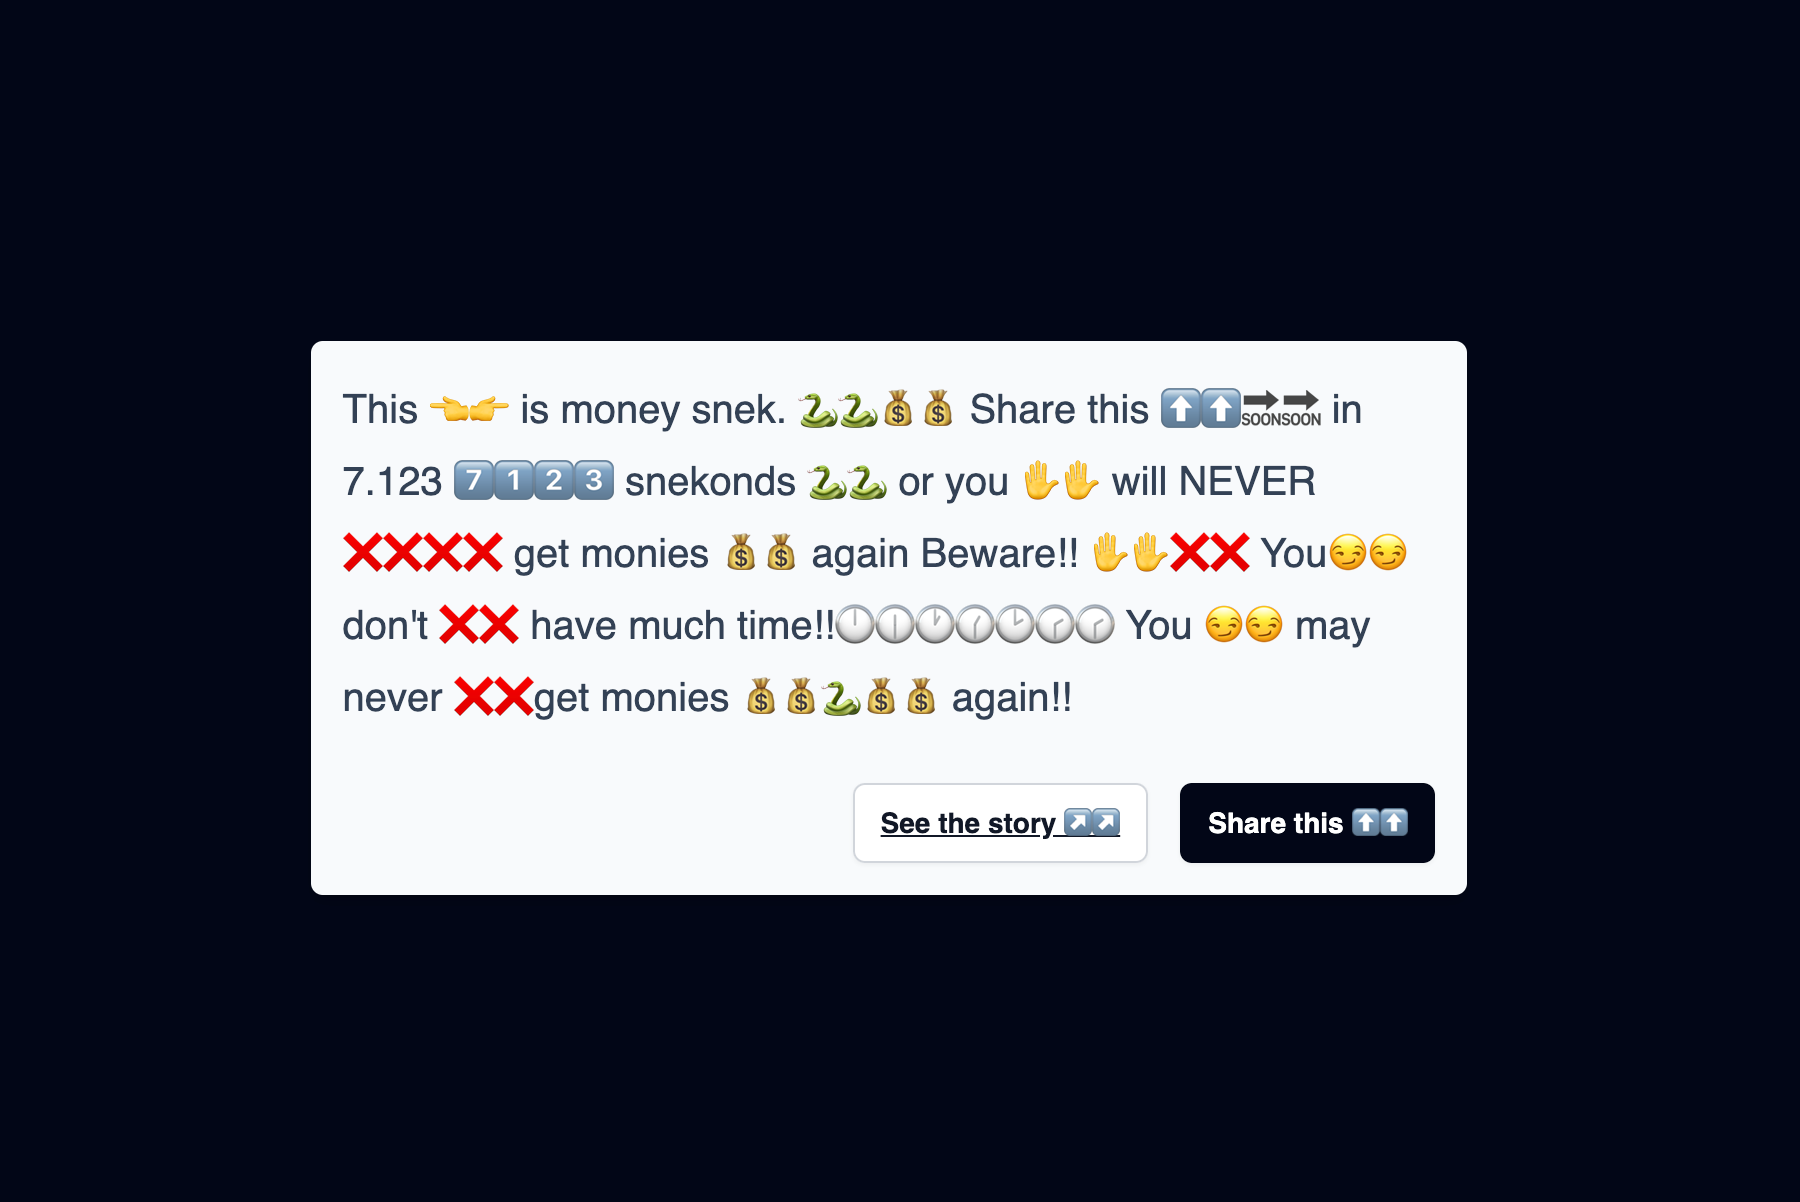 This 👈👉 is money snek. 🐍🐍💰💰 Share this ⬆️⬆️🔜🔜 in
7.123 7️⃣1️⃣2️⃣3️⃣ snekonds 🐍🐍 or you ✋✋ will NEVER
❌❌❌❌ get monies 💰💰 again Beware!! ✋✋❌❌ You😏😏
don't ❌❌ have much time!!🕛🕧🕐🕜🕑🕝🕝 You 😏😏 may
never ❌❌get monies 💰💰🐍💰💰 again!!
See the story ↗️↗️
Share this ⬆️⬆️